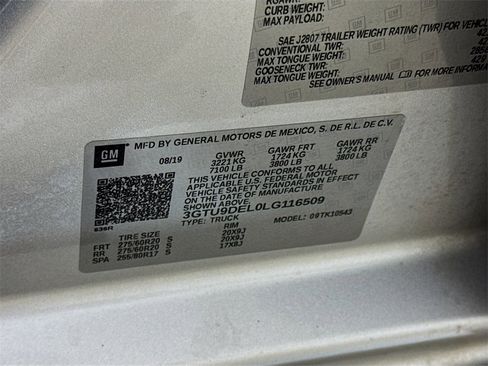 RGAWR:
CURB WEIGHT:
MAX PAYLOAD:
SAE J2807 TRAILER WEIGHT RATING (TWR) FOR VEHICL
CONVENTIONAL TWR:
MAX TONGUE WEIGHT:
GOOSENECK TWR:
MAX TONGUE WEIGHT:
SEE OWNER'S MANUAL FOR MORE INFORMA
GM
MFD BY GENERAL MOTORS DE MEXICO, S. DE R.L. DE C.V.
08/19 GVWR GAWR FRT GAWR RR
3221 KG 1724 KG 1724 KG
7100 LB 3800 LB 3800 LB
THIS VEHICLE CONFORMS TO ALL
APPLICABLE U.S. FEDERAL MOTOR
VEHICLE SAFETY STANDARDS IN EFFECT
ON THE DATE OF MANUFACTURE
SHOWN ABOVE.
3GTU9DEL0LG116509
TYPE: TRUCK MODEL: 09TK10543
836R
TIRE SIZE RIM
FRT 275/60R20 S 20X9J
RR 275/60R20 S 20X9J
SPA 255/80R17 S 17X8J